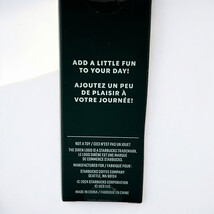 ADD A LITTLE FUN
TO YOUR DAY!
AJOUTEZ UN PEU
DE PLAISIR À
VOTRE JOURNÉE!
NOT A TOY / CECI N'EST PAS UN JOUET
THE SIREN LOGO IS A STARBUCKS TRADEMARK.
LE LOGO SIRÈNE EST UNE MARQUE
DE COMMERCE STARBUCKS.
MANUFACTURED FOR / FABRIQUÉ POUR:
STARBUCKS COFFEE COMPANY
SEATTLE, WA 98134
© 2024 STARBUCKS CORPORATION
MADE IN CHINA / FABRIQUÉ EN CHINE